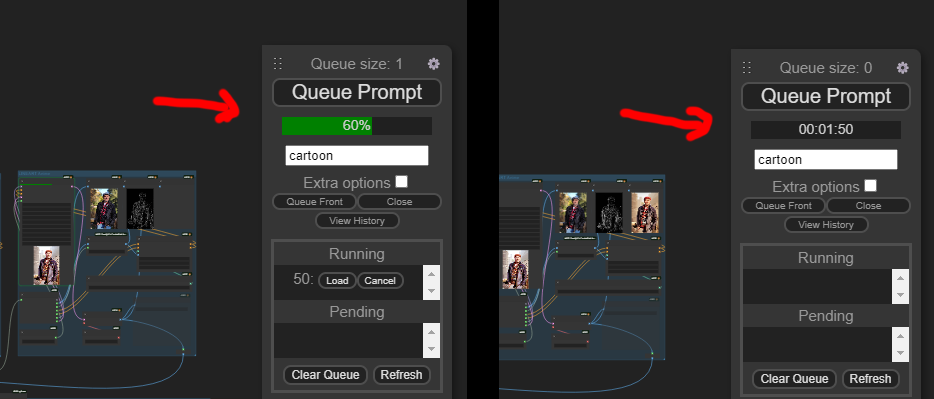 Queue size: 1
Queue Prompt
60%
cartoon
Extra options
Queue Front
Close
View History
Running
50:
Load
Cancel
Pending
Clear Queue
Refresh
Queue size: 0
Queue Prompt
00:01:50
cartoon
Extra options
Queue Front
Close
View History
Running
Pending
Clear Queue
Refresh